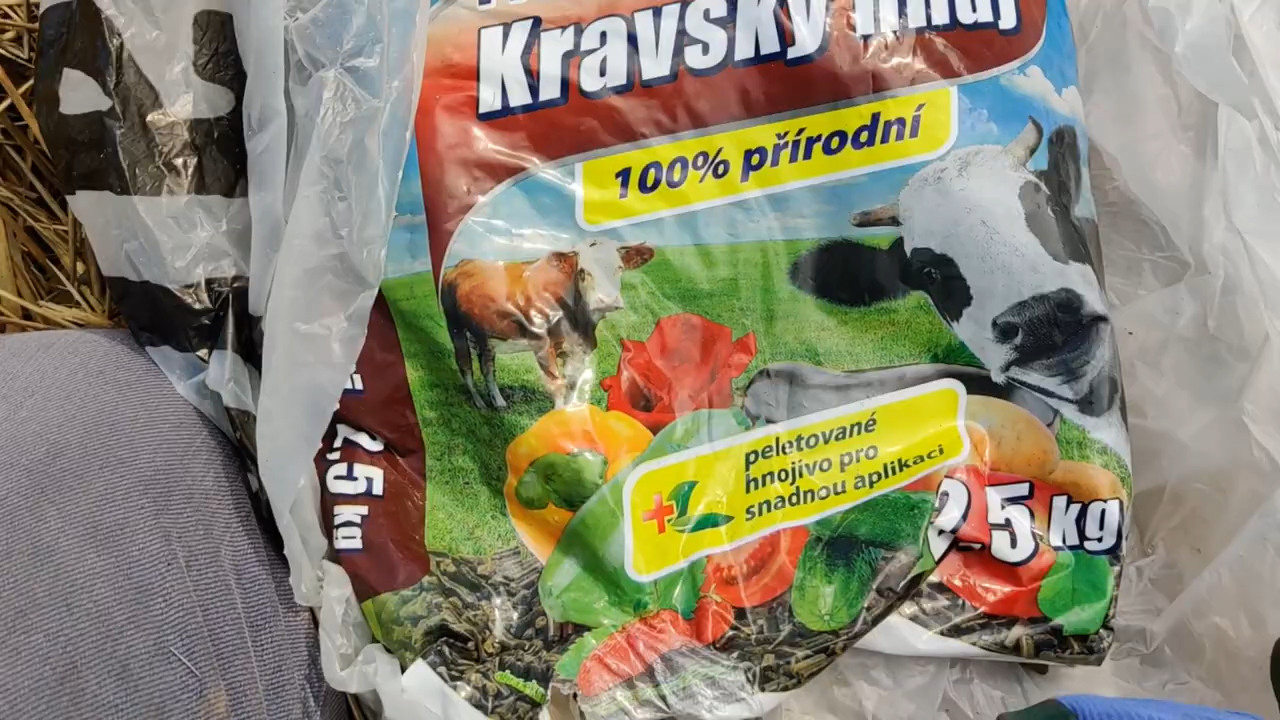 Kravský hnůj
100% přírodní
peletované
hnojivo pro
snadnou aplikaci
2,5 kg
2,5 kg